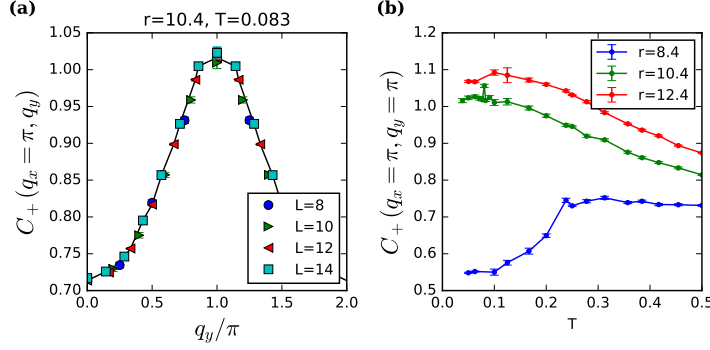 (a)
r=10.4, T=0.083
1.05
1.00
0.95
0.90
0.85
0.80
0.75
0.70
0.0
0.5
1.0
1.5
2.0
C₊(qₓ = π, q_y)
q_y/π
L=8
L=10
L=12
L=14
(b)
1.2
1.1
1.0
0.9
0.8
0.7
0.6
0.5
0.0
0.1
0.2
0.3
0.4
0.5
C₊(qₓ = π, q_y = π)
T
r=8.4
r=10.4
r=12.4